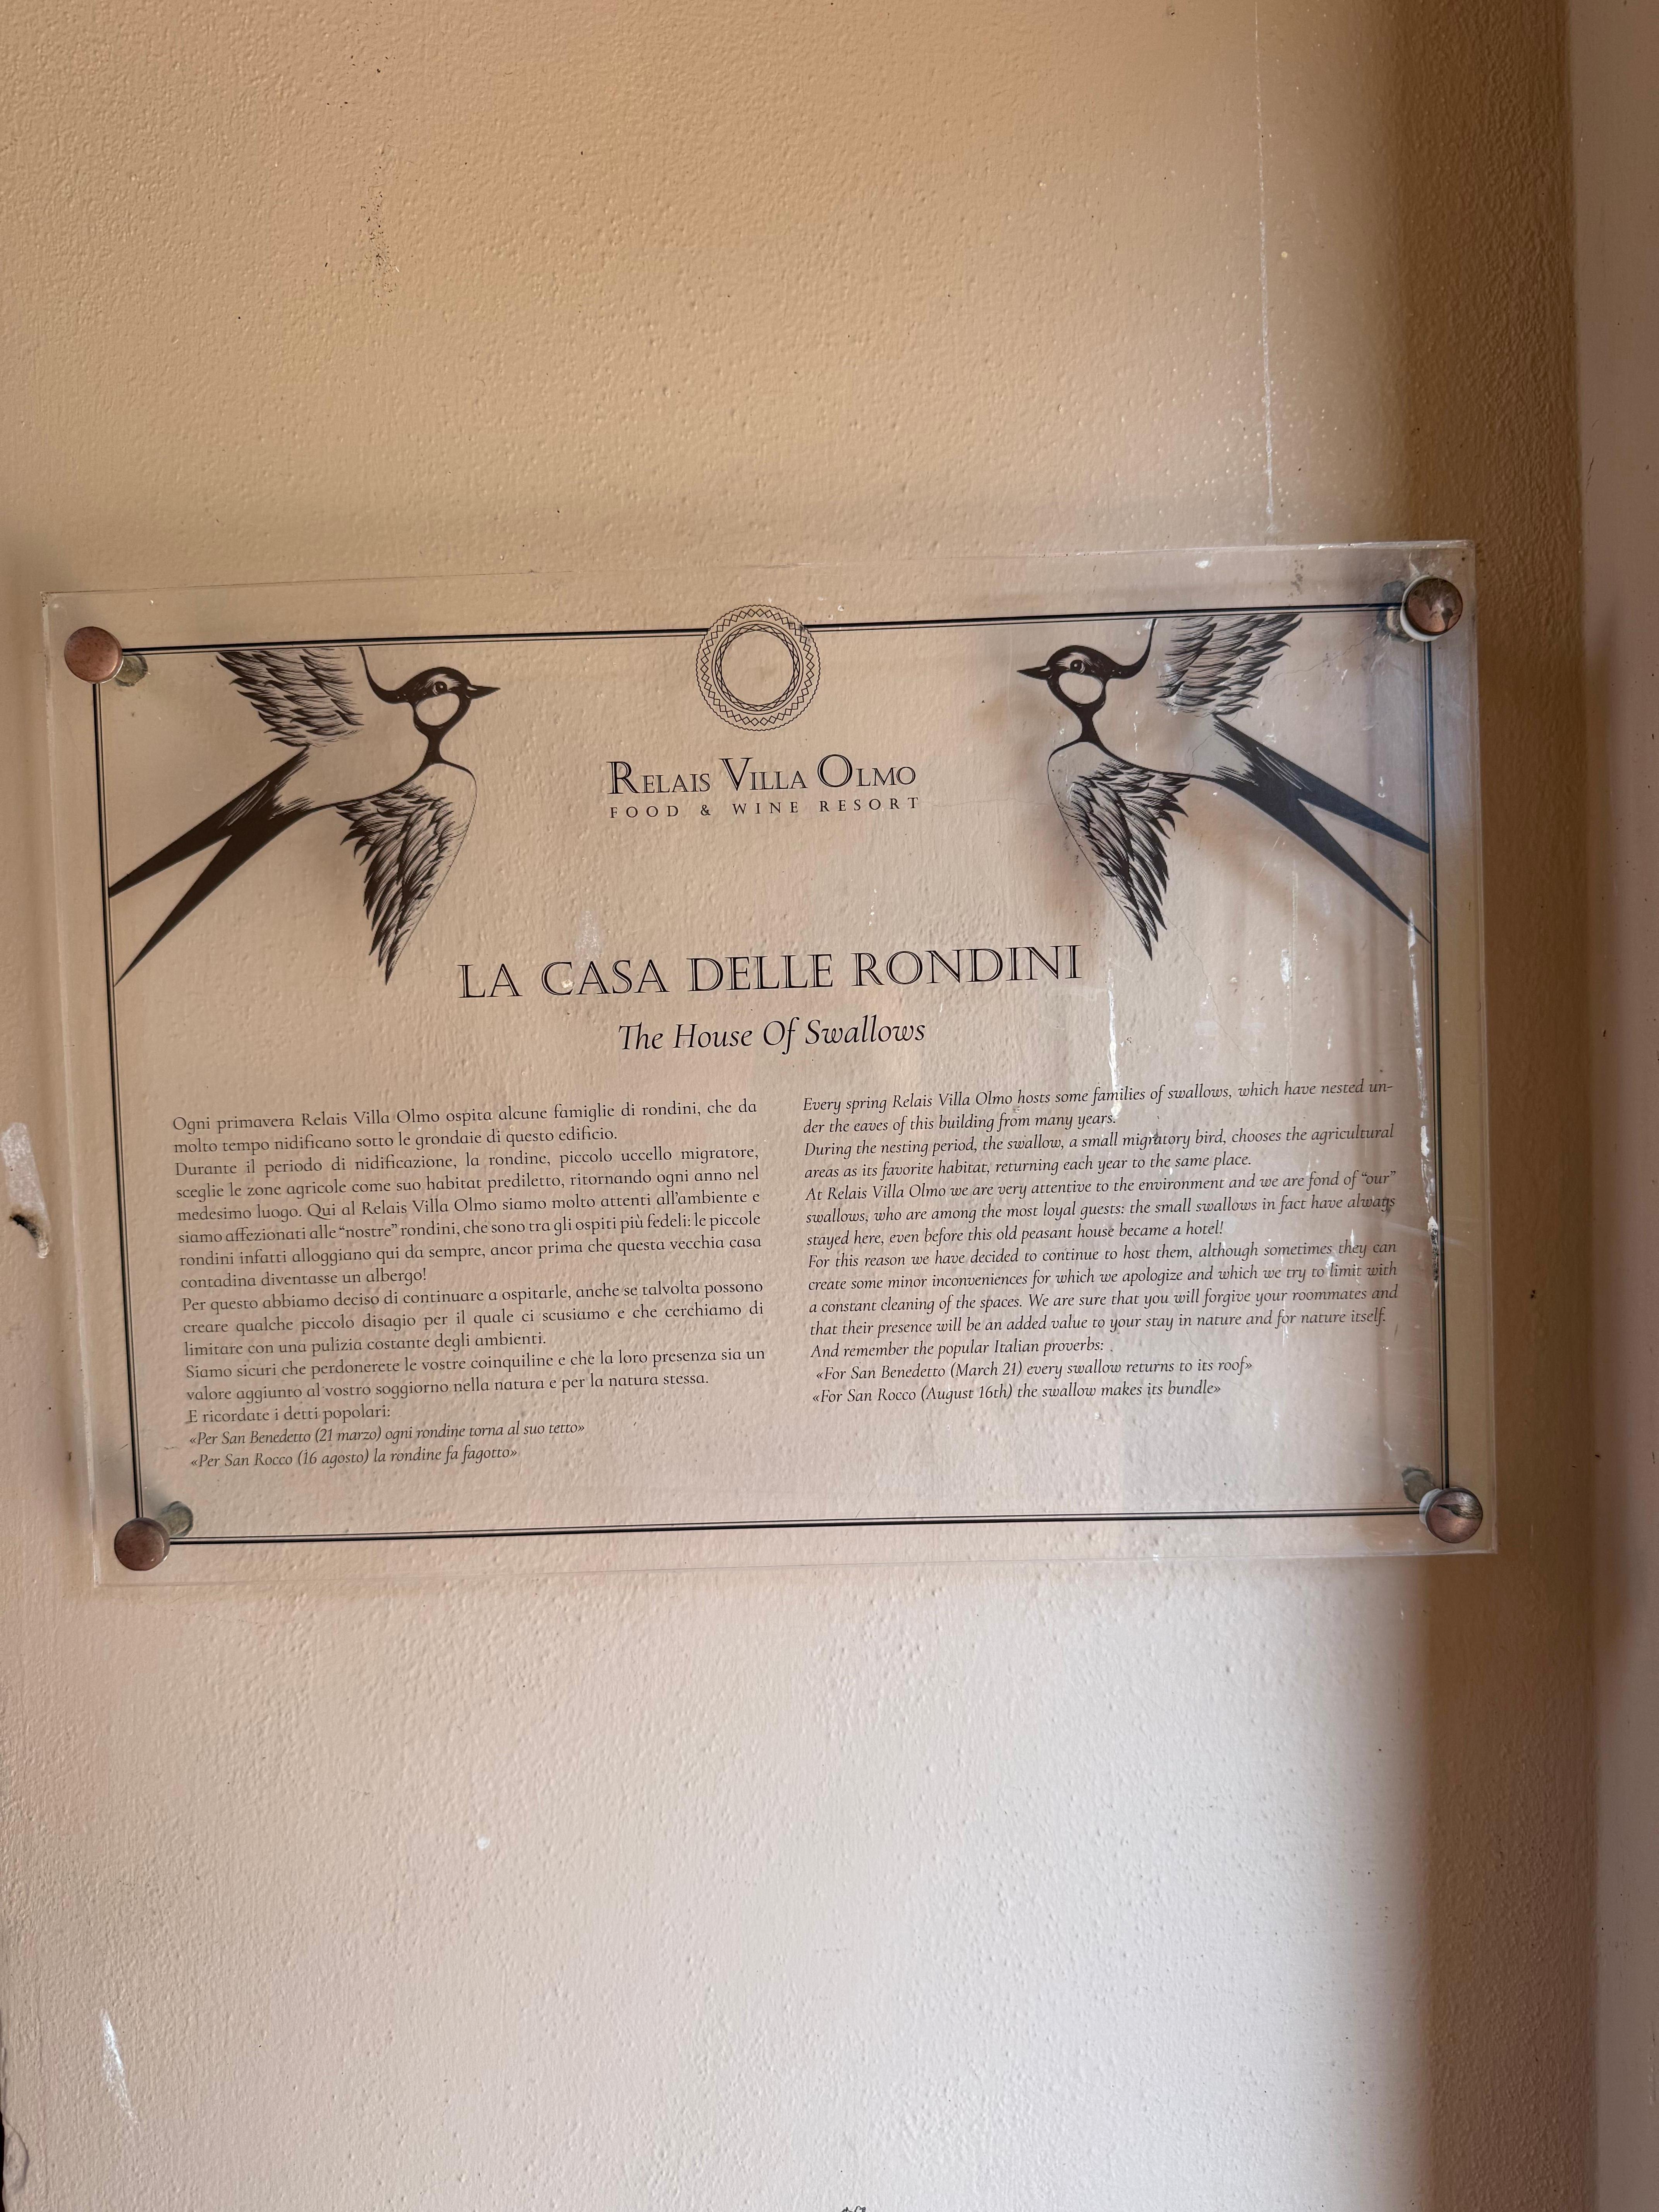 RELAIS VILLA OLMO
FOOD & WINE RESORT
LA CASA DELLE RONDINI
The House Of Swallows
Ogni primavera Relais Villa Olmo ospita alcune famiglie di rondini, che da
molto tempo nidificano sotto le grondaie di questo edificio.
Durante il periodo di nidificazione, la rondine, piccolo uccello migratore,
sceglie le zone agricole come suo habitat prediletto, ritornando ogni anno nel
medesimo luogo. Qui al Relais Villa Olmo siamo molto attenti all'ambiente e
siamo affezionati alle “nostre” rondini, che sono tra gli ospiti più fedeli: le piccole
rondini infatti alloggiano qui da sempre, ancor prima che questa vecchia casa
contadina diventasse un albergo!
Per questo abbiamo deciso di continuare a ospitarle, anche se talvolta possono
creare qualche piccolo disagio per il quale ci scusiamo e che cerchiamo di
limitare con una pulizia costante degli ambienti.
Siamo sicuri che perdonerete le vostre coinquiline e che la loro presenza sia un
valore aggiunto al vostro soggiorno nella natura e per la natura stessa.
E ricordate i detti popolari:
«Per San Benedetto (21 marzo) ogni rondine torna al suo tetto»
«Per San Rocco (16 agosto) la rondine fa fagotto»
Every spring Relais Villa Olmo hosts some families of swallows, which have nested un-
der the eaves of this building from many years.
During the nesting period, the swallow, a small migratory bird, chooses the agricultural
areas as its favorite habitat, returning each year to the same place.
At Relais Villa Olmo we are very attentive to the environment and we are fond of “our”
swallows, who are among the most loyal guests: the small swallows in fact have always
stayed here, even before this old peasant house became a hotel!
For this reason we have decided to continue to host them, although sometimes they can
create some minor inconveniences for which we apologize and which we try to limit with
a constant cleaning of the spaces. We are sure that you will forgive your roommates and
that their presence will be an added value to your stay in nature and for nature itself.
And remember the popular Italian proverbs:
«For San Benedetto (March 21) every swallow returns to its roof»
«For San Rocco (August 16th) the swallow makes its bundle»